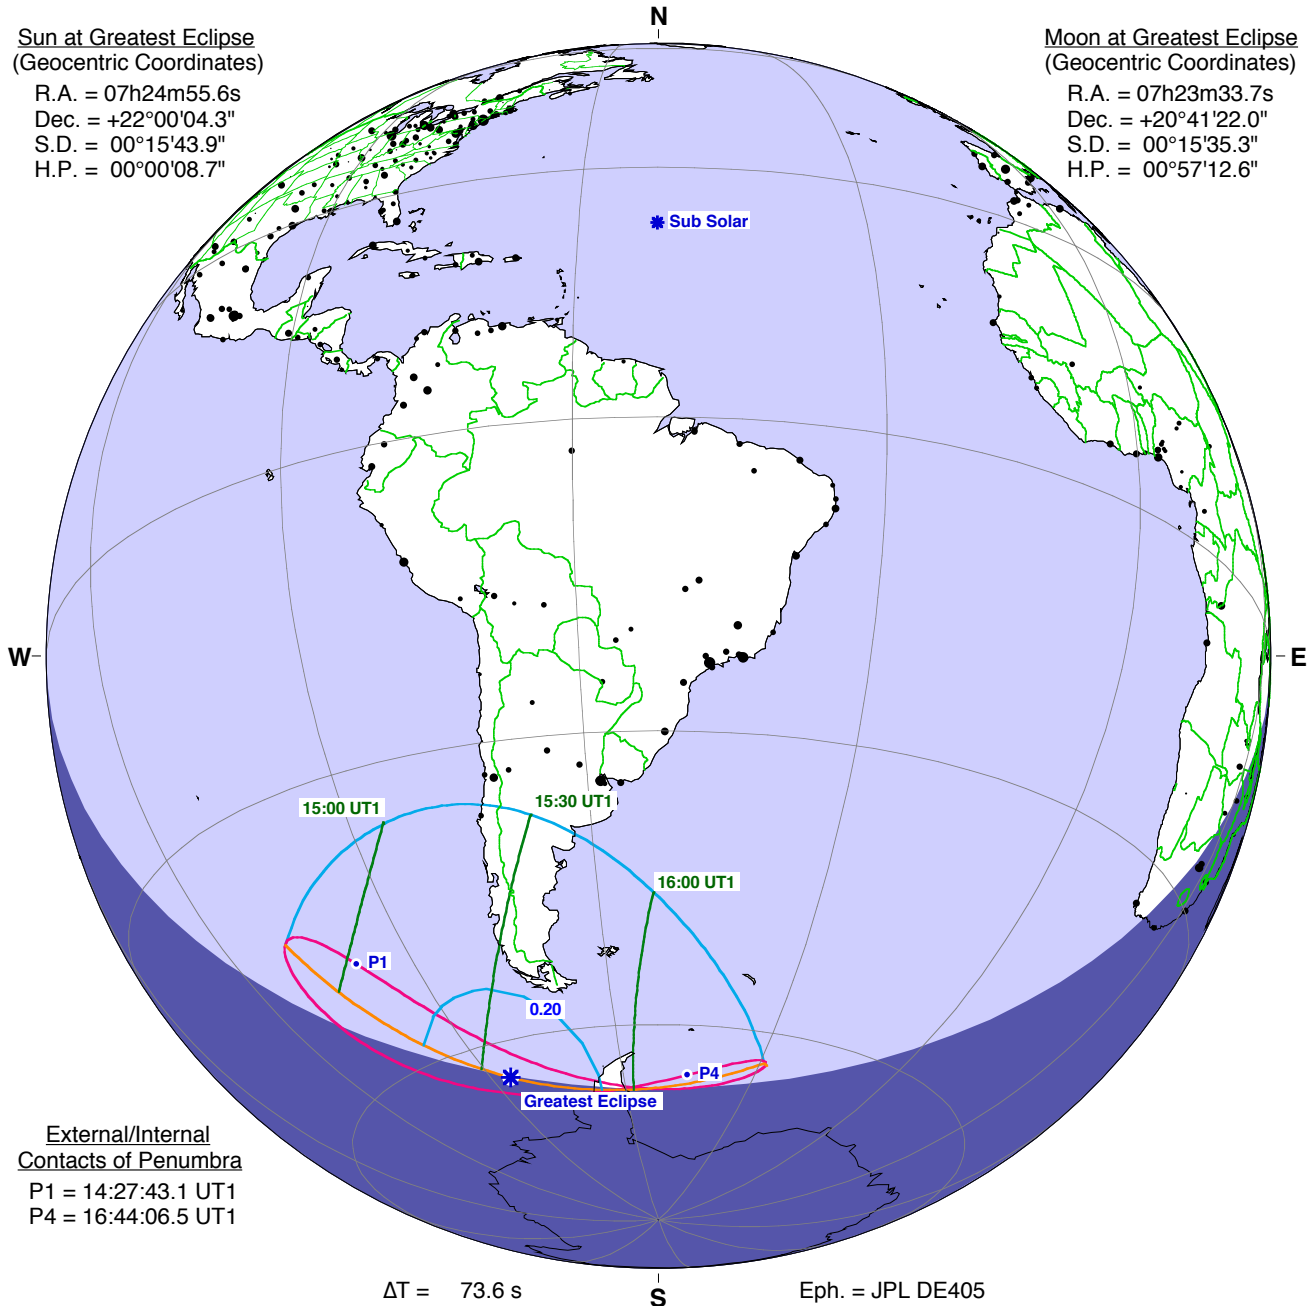 N
Sun at Greatest Eclipse
(Geocentric Coordinates)
R.A. = 07h24m55.6s
Dec. = +22°00'04.3"
S.D. = 00°15'43.9"
H.P. = 00°00'08.7"
Moon at Greatest Eclipse
(Geocentric Coordinates)
R.A. = 07h23m33.7s
Dec. = +20°41'22.0"
S.D. = 00°15'35.3"
H.P. = 00°57'12.6"
Sub Solar
W
E
15:00 UT1
15:30 UT1
16:00 UT1
P1
0.20
P4
Greatest Eclipse
External/Internal
Contacts of Penumbra
P1 = 14:27:43.1 UT1
P4 = 16:44:06.5 UT1
ΔT = 73.6 s
S
Eph. = JPL DE405